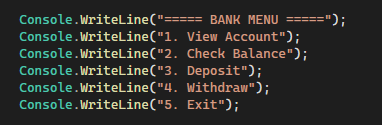 Console.WriteLine("===== BANK MENU =====");
Console.WriteLine("1. View Account");
Console.WriteLine("2. Check Balance");
Console.WriteLine("3. Deposit");
Console.WriteLine("4. Withdraw");
Console.WriteLine("5. Exit");